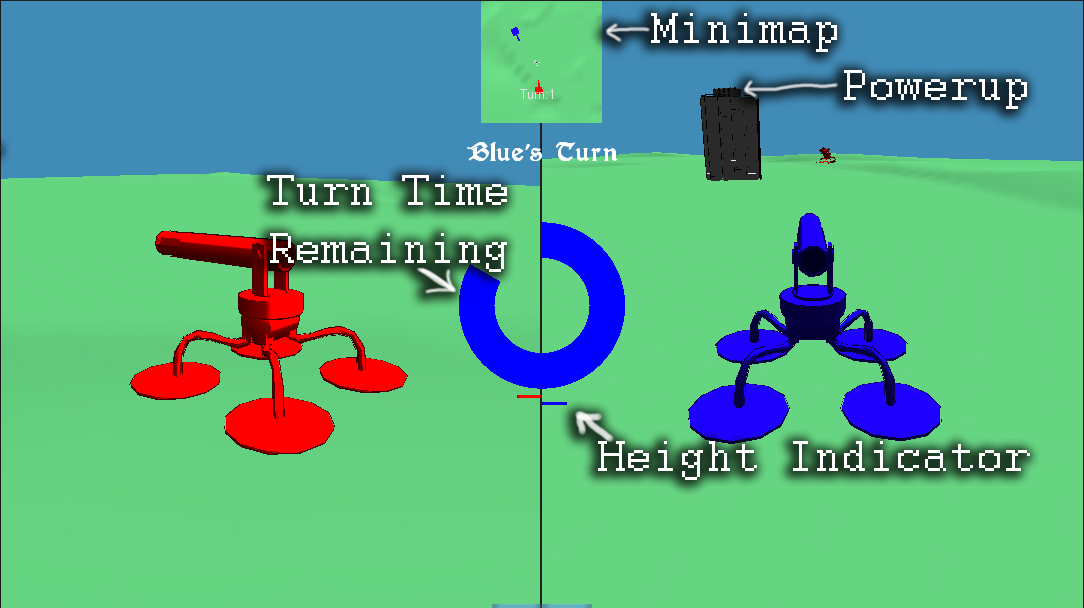 Minimap
Powerup
Turn:1
Blue's Turn
Turn Time
Remaining
Height Indicator